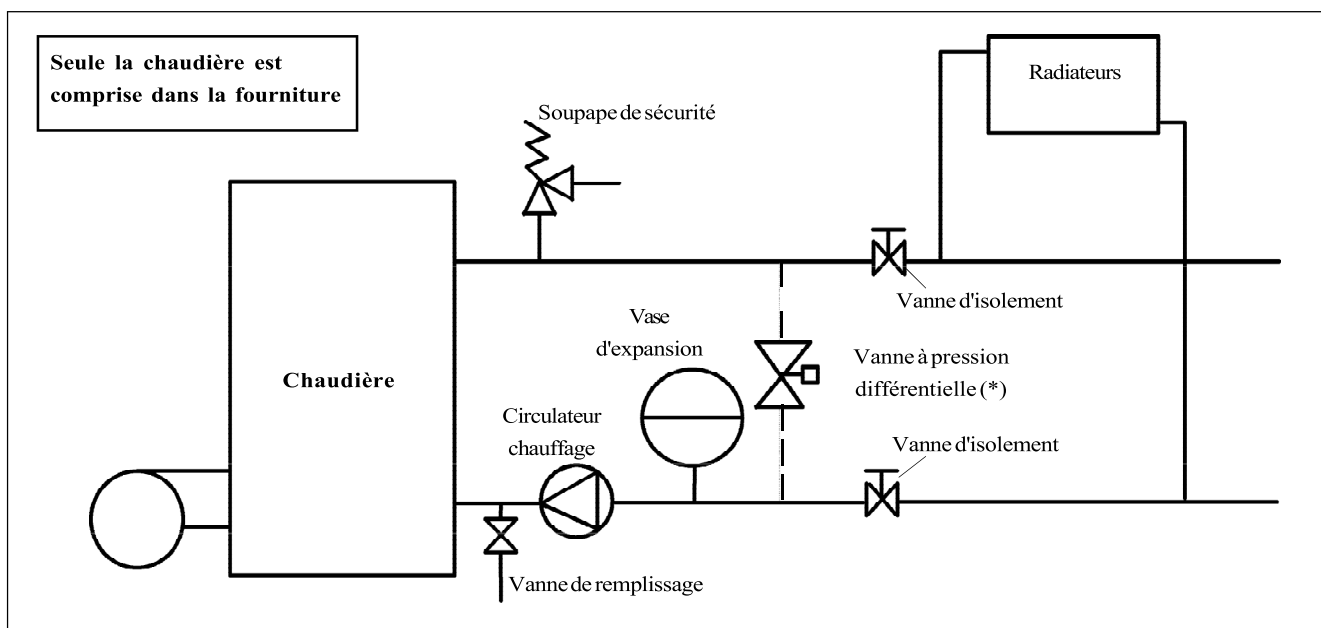 Seule la chaudière est
comprise dans la fourniture
Radiateurs
Soupape de sécurité
Vanne d'isolement
Vase
d'expansion
Vanne à pression
différentielle (*)
Chaudière
Circulateur
chauffage
Vanne d'isolement
Vanne de remplissage